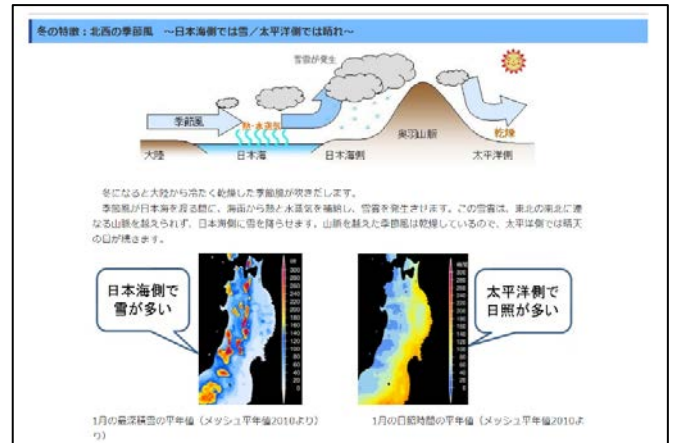 冬の特徴：北西の季節風　～日本海側では雪／太平洋側では晴れ～
雪雲が発生
季節風
熱・水蒸気
奥羽山脈
乾燥
大陸
日本海
日本海側
太平洋側
冬になると大陸から冷たく乾燥した季節風が吹きだします。
季節風が日本海を渡る間に、海面から熱と水蒸気を補給し、雪雲を発生させます。この雪雲は、東北の南北に連
なる山脈を越えられず、日本海側に雪を降らせます。山脈を越えた季節風は乾燥しているので、太平洋側では晴天
の日が続きます。
日本海側で
雪が多い
太平洋側で
日照が多い
1月の最深積雪の平年値（メッシュ平年値2010より）
1月の日照時間の平年値（メッシュ平年値2010よ
り）